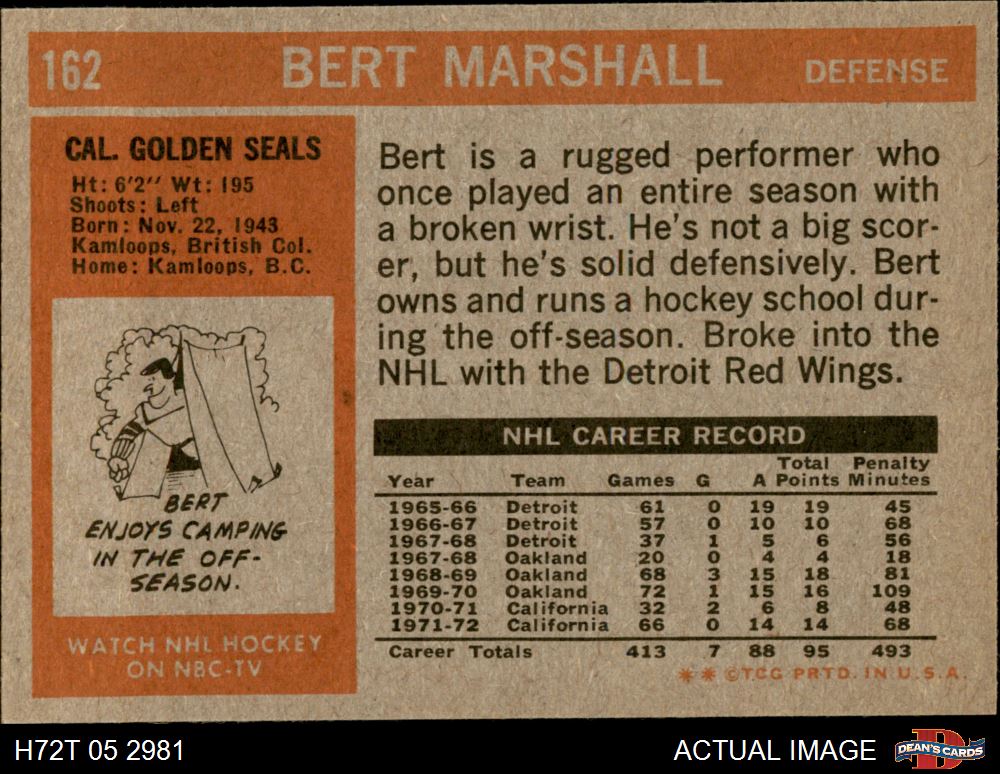 162 BERT MARSHALL DEFENSE
CAL. GOLDEN SEALS
Ht: 6'2" Wt: 195
Shoots: Left
Born: Nov. 22, 1943
Kamloops, British Col.
Home: Kamloops, B.C.
BERT
ENJOYS CAMPING
IN THE OFF-
SEASON.
WATCH NHL HOCKEY
ON NBC-TV
Bert is a rugged performer who
once played an entire season with
a broken wrist. He's not a big scor-
er, but he's solid defensively. Bert
owns and runs a hockey school dur-
ing the off-season. Broke into the
NHL with the Detroit Red Wings.
NHL CAREER RECORD
Total Penalty
Year Team Games G A Points Minutes
1965-66 Detroit 61 0 19 19 45
1966-67 Detroit 57 0 10 10 68
1967-68 Detroit 37 1 5 6 56
1967-68 Oakland 20 0 4 4 18
1968-69 Oakland 68 3 15 18 81
1969-70 Oakland 72 1 15 16 109
1970-71 California 32 2 6 8 48
1971-72 California 66 0 14 14 68
Career Totals 413 7 88 95 493
** ©TCG PRTD. IN U.S.A.
H72T 05 2981 ACTUAL IMAGE D DEAN'S CARDS